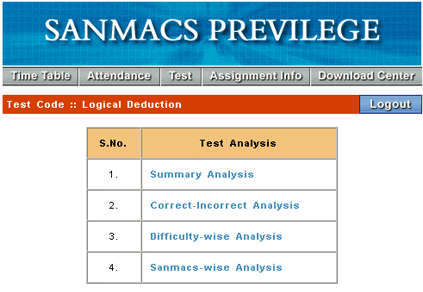 SANMACS PREVILEGE
Time Table Attendance Test Assignment Info Download Center
Test Code :: Logical Deduction Logout
S.No. Test Analysis
1. Summary Analysis
2. Correct-Incorrect Analysis
3. Difficulty-wise Analysis
4. Sanmacs-wise Analysis